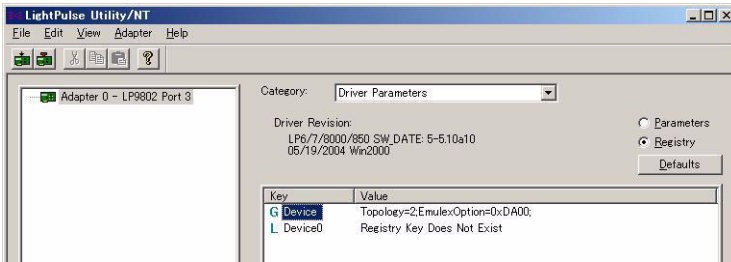 LightPulse Utility/NT
File Edit View Adapter Help
Adapter 0 - LP9802 Port 3
Category: Driver Parameters
Driver Revision:
LP6/7/8000/850 SW_DATE: 5-5.10a10
05/19/2004 Win2000
Parameters
Registry
Defaults
Key Value
G Device Topology=2;EmulexOption=0xDA00;
L Device0 Registry Key Does Not Exist